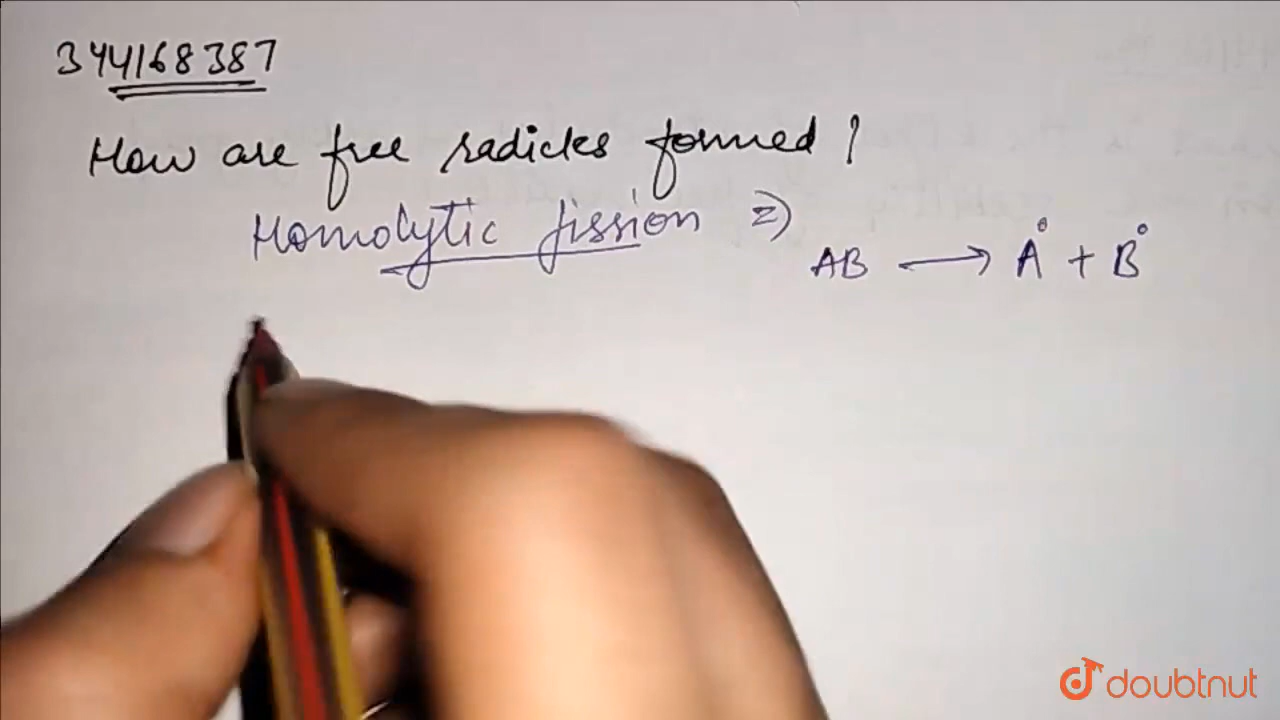 344168387
How are free radicles formed ?
Homolytic fission ⇒
AB → A° + B°
doubtnut